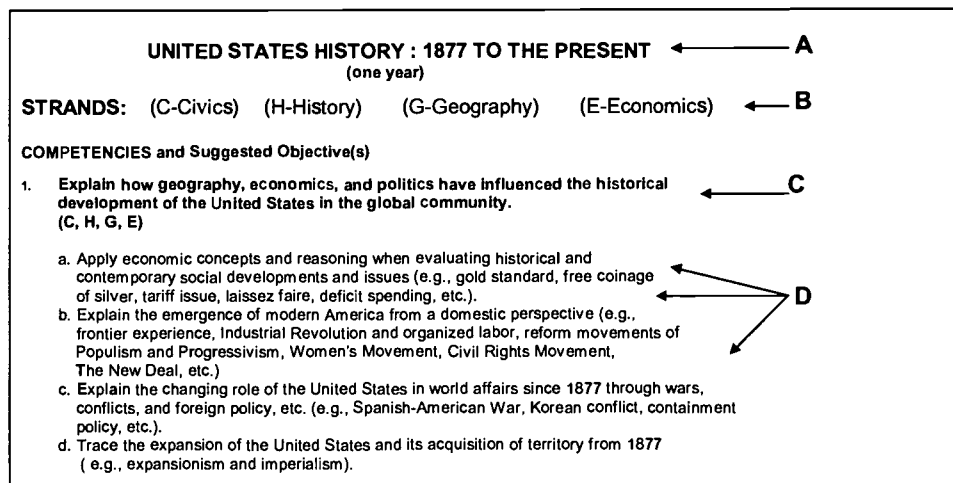 UNITED STATES HISTORY : 1877 TO THE PRESENT A
(one year)
STRANDS: (C-Civics) (H-History) (G-Geography) (E-Economics) B
COMPETENCIES and Suggested Objective(s)
1. Explain how geography, economics, and politics have influenced the historical C
development of the United States in the global community.
(C, H, G, E)
a. Apply economic concepts and reasoning when evaluating historical and
contemporary social developments and issues (e.g., gold standard, free coinage
of silver, tariff issue, laissez faire, deficit spending, etc.). D
b. Explain the emergence of modern America from a domestic perspective (e.g.,
frontier experience, Industrial Revolution and organized labor, reform movements of
Populism and Progressivism, Women's Movement, Civil Rights Movement,
The New Deal, etc.)
c. Explain the changing role of the United States in world affairs since 1877 through wars,
conflicts, and foreign policy, etc. (e.g., Spanish-American War, Korean conflict, containment
policy, etc.).
d. Trace the expansion of the United States and its acquisition of territory from 1877
( e.g., expansionism and imperialism).